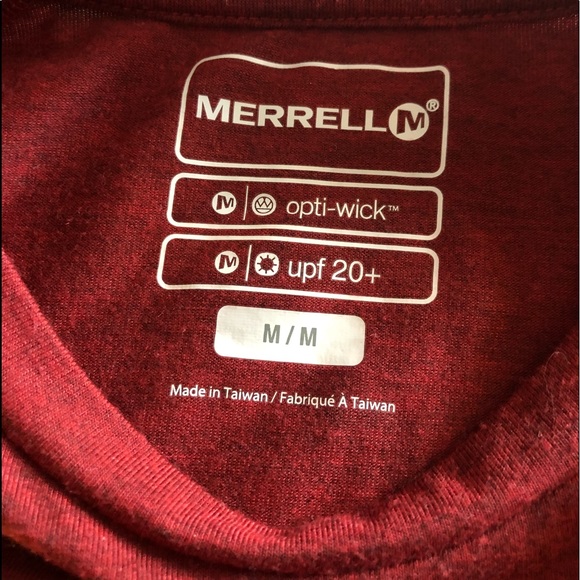 MERRELL M®
M opti-wick™
M upf 20+
M / M
Made in Taiwan / Fabriqué À Taiwan